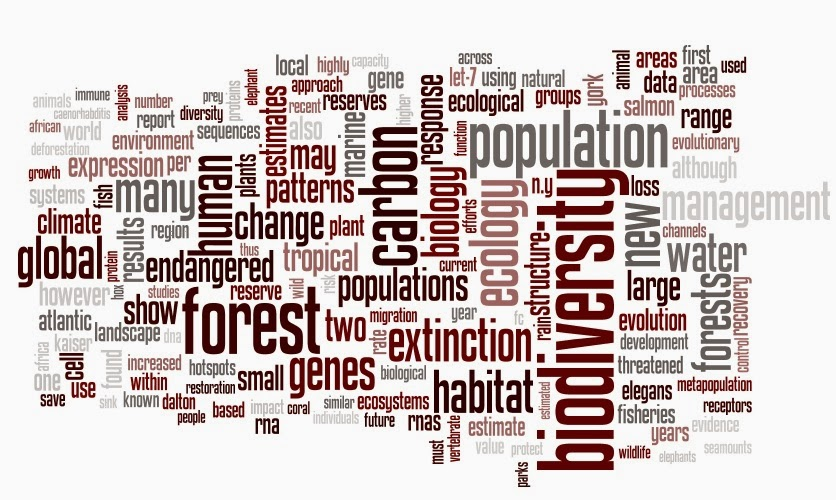 across
first
local
highly
capacity
animal
areas
elephant
gene
let-7
using
natural
area
used
immune
analysis
prey
proteins
approach
york
data
animals
number
diversity
recent
reserves
higher
response
ecological
groups
salmon
processes
caenorhabditis
report
estimates
range
african
world
sequences
also
marine
carbon
function
population
evolutionary
environment
deforestation
may
although
growth
expression
per
human
plants
patterns
biology
ecology
n.y
biodiversity
loss
systems
fish
many
management
climate
results
region
change
plant
efforts
new
channels
global
protein
thus
tropical
structure
water
endangered
current
however
hox
studies
reserve
wild
risk
populations
rain
large
forests
recovery
atlantic
show
forest
two
migration
year
fc
evolution
landscape
dna
rate
extinction
development
control
kaiser
africa
cell
found
increased
hotspots
genes
biological
threatened
one
within
restoration
small
habitat
estimated
elegans
metapopulation
use
save
sink
known
dalton
based
impact
coral
similar
ecosystems
receptors
people
rna
individuals
future
rnas
fisheries
must
vertebrate
estimate
years
evidence
value
protect
wildlife
elephants
seamounts
parks